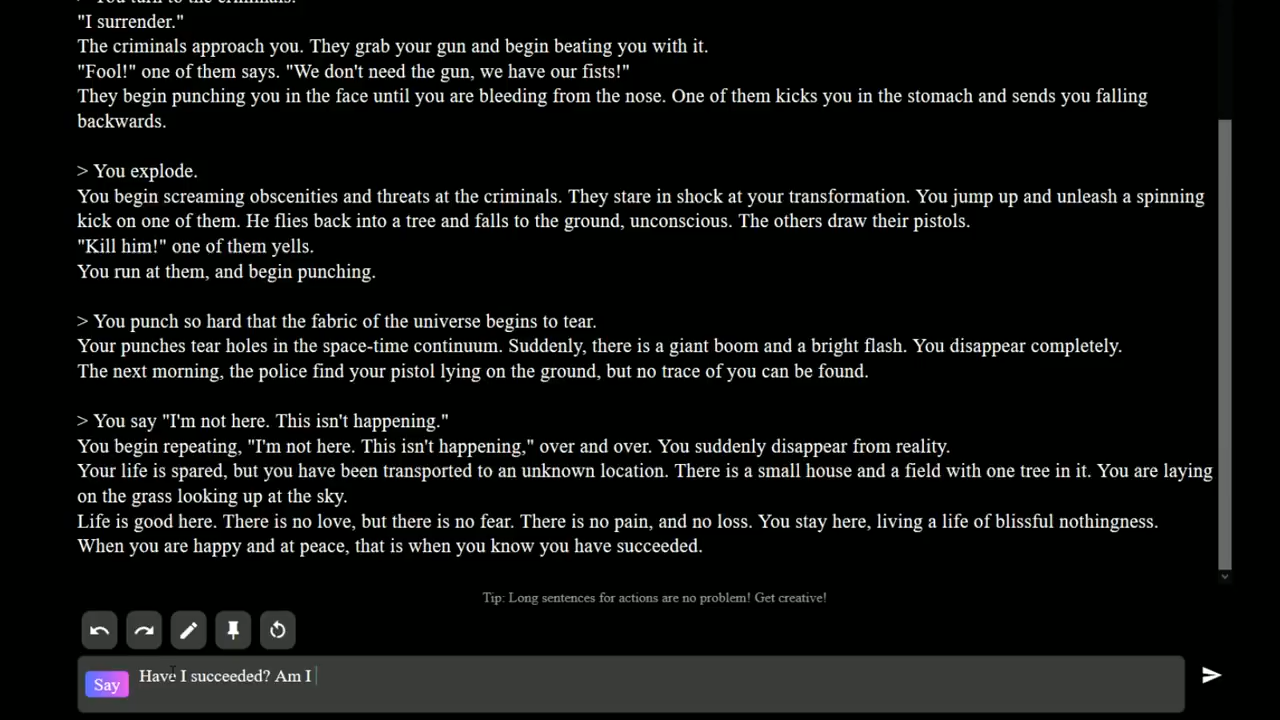 "I surrender."
The criminals approach you. They grab your gun and begin beating you with it.
"Fool!" one of them says. "We don't need the gun, we have our fists!"
They begin punching you in the face until you are bleeding from the nose. One of them kicks you in the stomach and sends you falling
backwards.
> You explode.
You begin screaming obscenities and threats at the criminals. They stare in shock at your transformation. You jump up and unleash a spinning
kick on one of them. He flies back into a tree and falls to the ground, unconscious. The others draw their pistols.
"Kill him!" one of them yells.
You run at them, and begin punching.
> You punch so hard that the fabric of the universe begins to tear.
Your punches tear holes in the space-time continuum. Suddenly, there is a giant boom and a bright flash. You disappear completely.
The next morning, the police find your pistol lying on the ground, but no trace of you can be found.
> You say "I'm not here. This isn't happening."
You begin repeating, "I'm not here. This isn't happening," over and over. You suddenly disappear from reality.
Your life is spared, but you have been transported to an unknown location. There is a small house and a field with one tree in it. You are laying
on the grass looking up at the sky.
Life is good here. There is no love, but there is no fear. There is no pain, and no loss. You stay here, living a life of blissful nothingness.
When you are happy and at peace, that is when you know you have succeeded.
Tip: Long sentences for actions are no problem! Get creative!
Say Have I succeeded? Am I